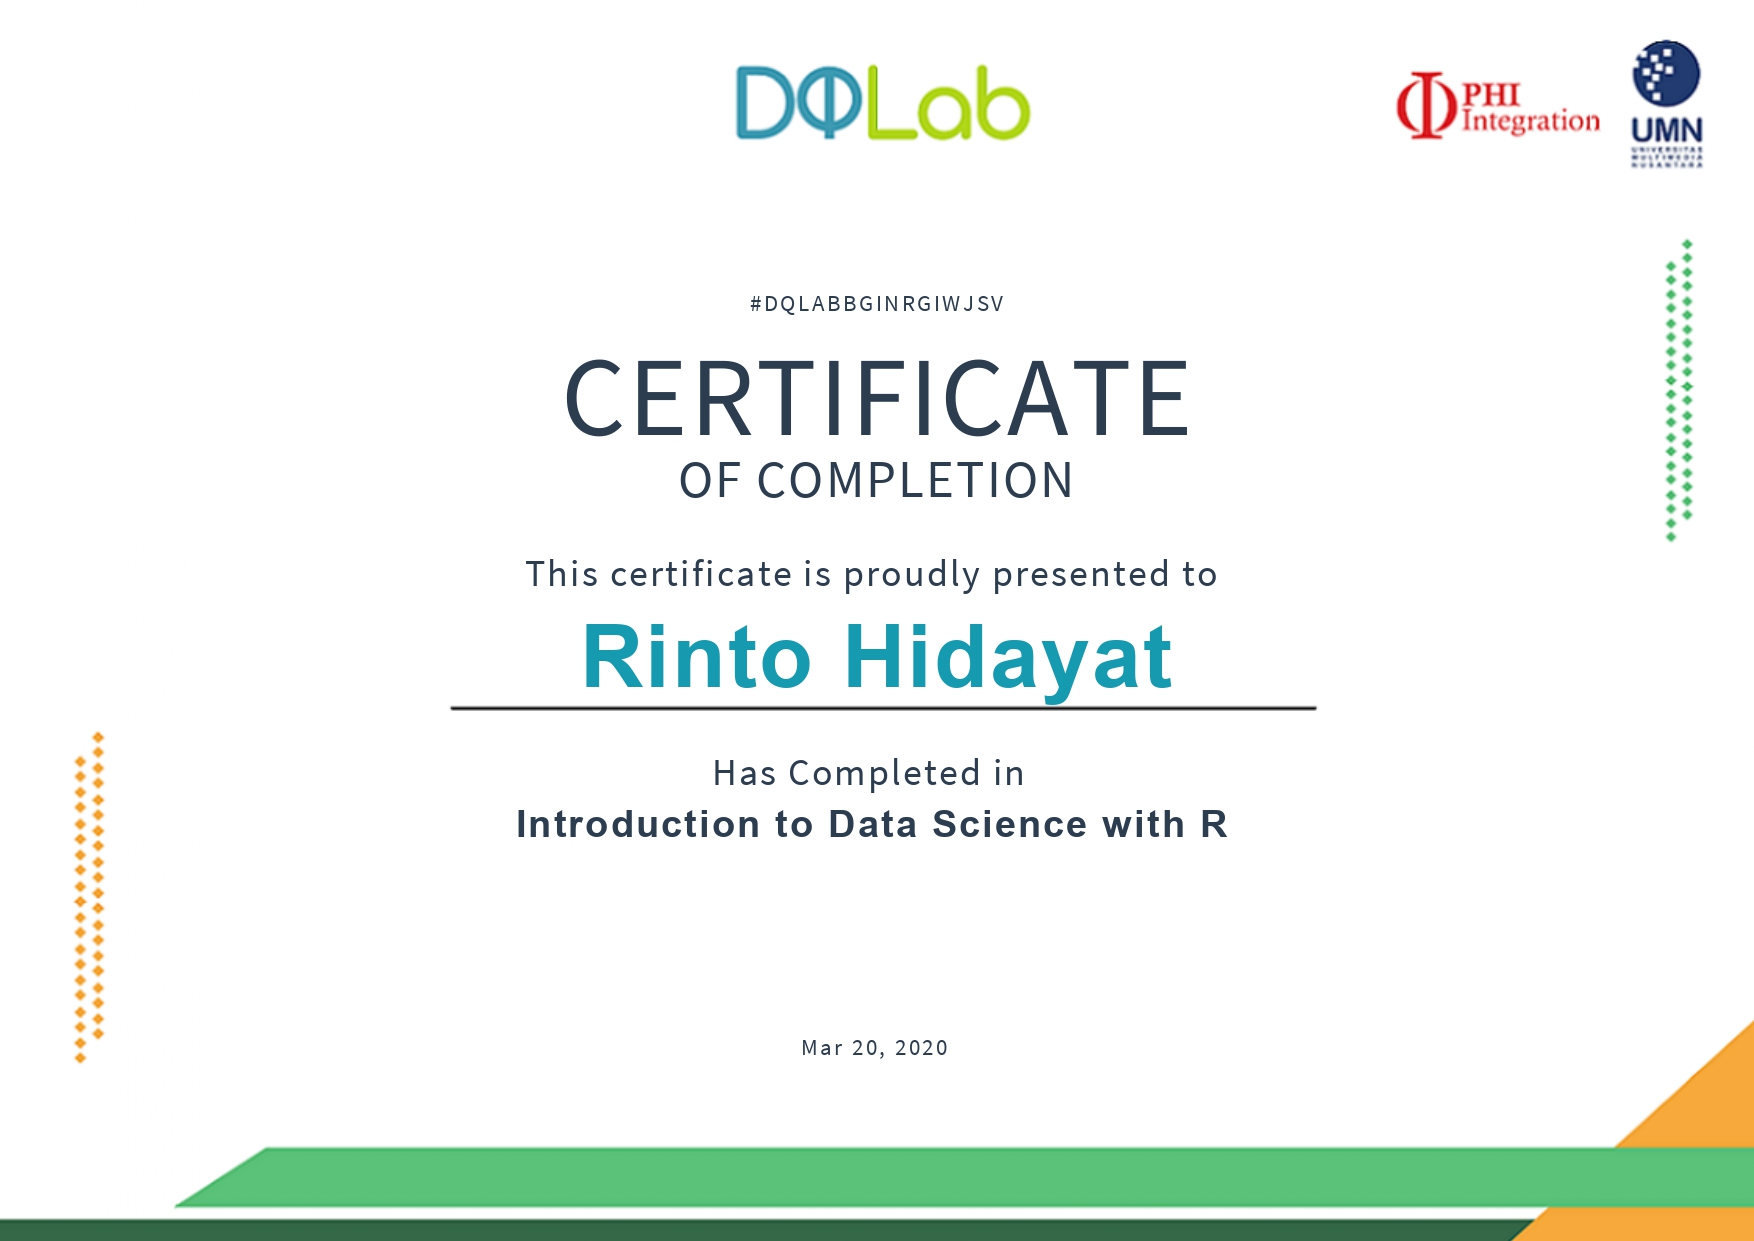 DQLab
PHI
Integration
UMN
UNIVERSITAS
MULTIMEDIA
NUSANTARA
#DQLABBGINRGIWJSV
CERTIFICATE
OF COMPLETION
This certificate is proudly presented to
Rinto Hidayat
Has Completed in
Introduction to Data Science with R
Mar 20, 2020